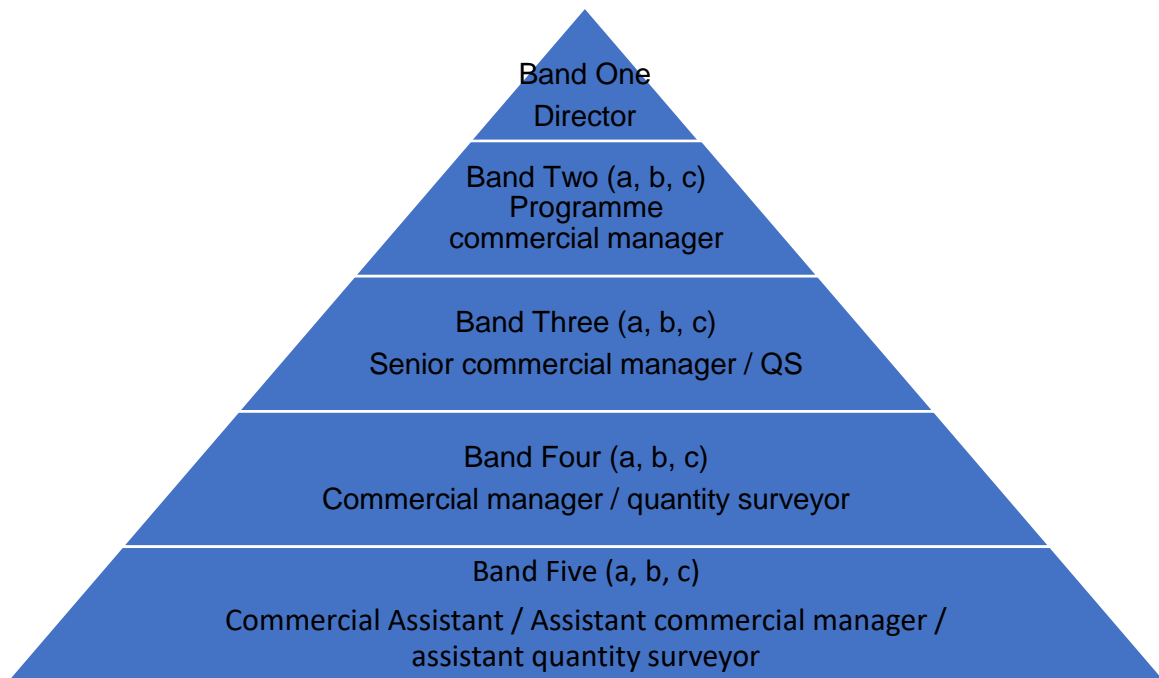 Band One
Director
Band Two (a, b, c)
Programme
commercial manager
Band Three (a, b, c)
Senior commercial manager / QS
Band Four (a, b, c)
Commercial manager / quantity surveyor
Band Five (a, b, c)
Commercial Assistant / Assistant commercial manager /
assistant quantity surveyor